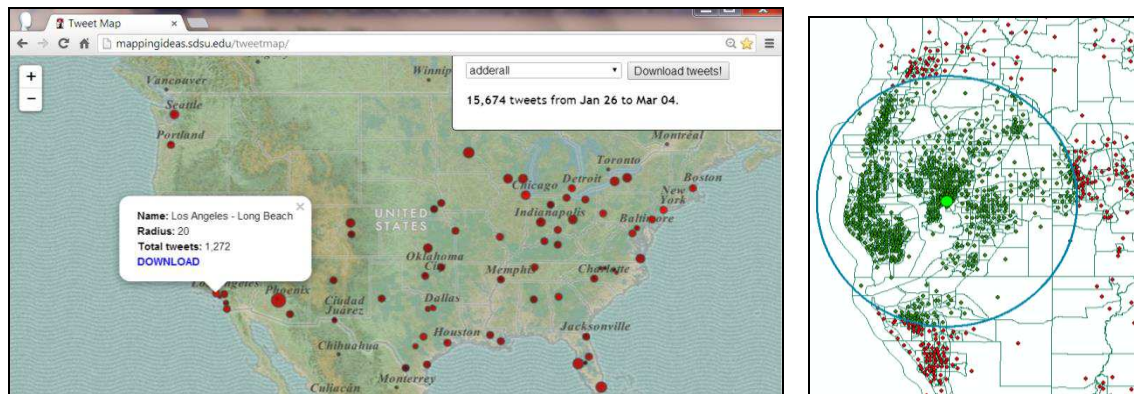 Tweet Map
mappingideas.sdsu.edu/tweetmap/
+
−
adderall
Download tweets!
15,674 tweets from Jan 26 to Mar 04.
Vancouver
Winnip
Seattle
Portland
Montréal
Toronto
Boston
Chicago
Detroit
New
York
Name: Los Angeles - Long Beach
Radius: 20
Total tweets: 1,272
DOWNLOAD
UNITED
STATES
Indianapolis
Baltimore
Oklahoma
City
Memphis
Charlotte
Phoenix
Ciudad
Juarez
Dallas
Jacksonville
Houston
Chihuahua
Monterrey
Culiacán